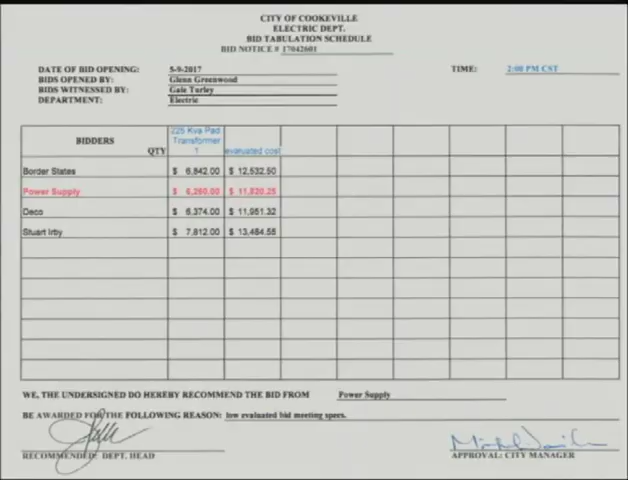 CITY OF COOKEVILLE
ELECTRIC DEPT.
BID TABULATION SCHEDULE
BID NOTICE # 17042601
DATE OF BID OPENING: 5-9-2017 TIME: 2:00 PM CST
BIDS OPENED BY: Glenn Greenwood
BIDS WITNESSED BY: Gale Turley
DEPARTMENT: Electric
225 Kva Pad
BIDDERS Transformer
QTY 1 evaluated cost
Border States $ 6,842.00 $ 12,532.50
Power Supply $ 6,260.00 $ 11,820.25
Deco $ 6,374.00 $ 11,951.32
Stuart Irby $ 7,812.00 $ 13,484.58
WE, THE UNDERSIGNED DO HEREBY RECOMMEND THE BID FROM Power Supply
BE AWARDED FOR THE FOLLOWING REASON: low evaluated bid meeting specs.
RECOMMENDED: DEPT. HEAD APPROVAL: CITY MANAGER